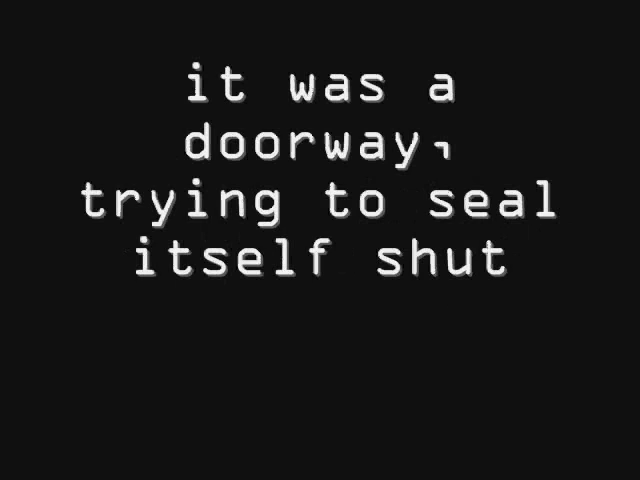 it was a
doorway,
trying to seal
itself shut